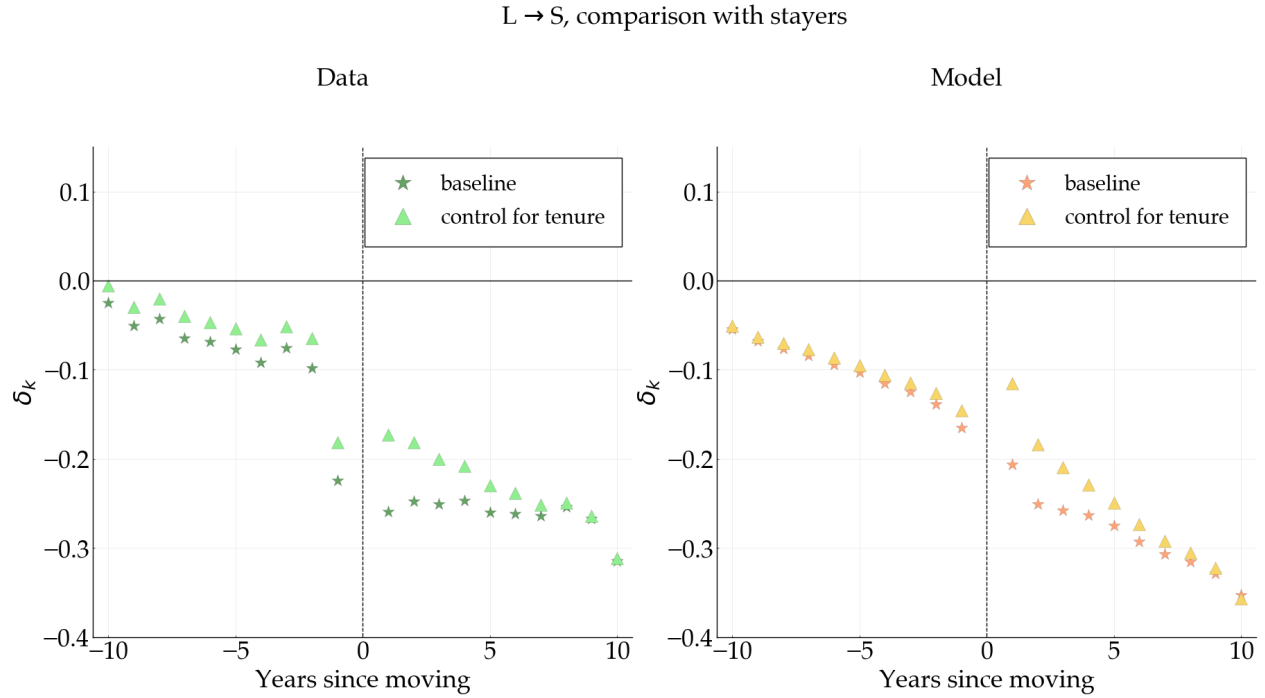 L → S, comparison with stayers
Data
Model
baseline
control for tenure
baseline
control for tenure
0.1
0.0
−0.1
−0.2
−0.3
−0.4
δk
−10
−5
0
5
10
Years since moving
0.1
0.0
−0.1
−0.2
−0.3
−0.4
δk
−10
−5
0
5
10
Years since moving